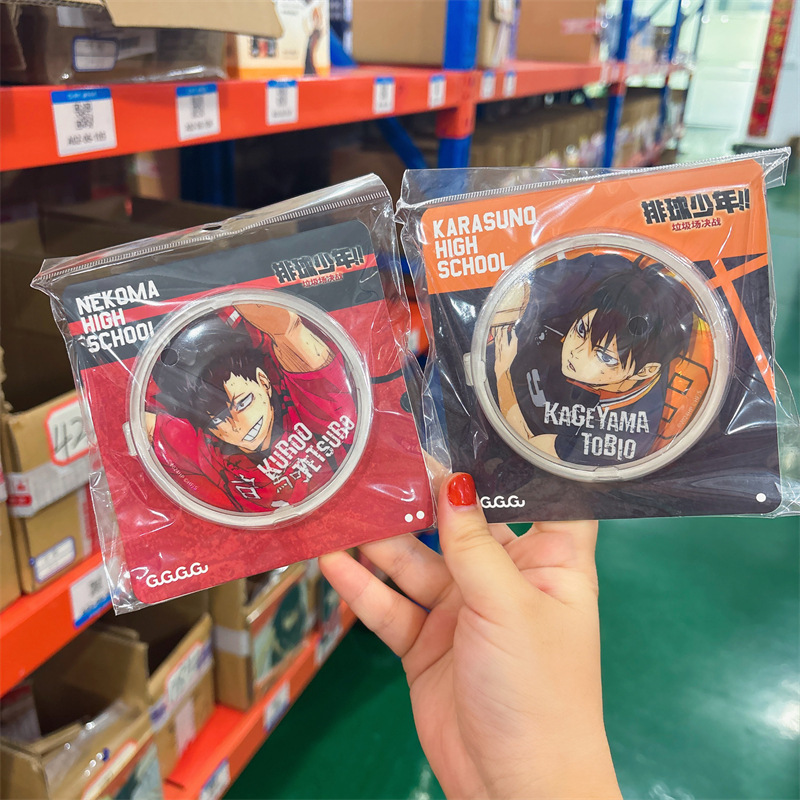 NEKOMA
HIGH
SCHOOL
排球少年!!
垃圾场决战
KUROO
TETSURO
G.G.G.G.
KARASUNO
HIGH
SCHOOL
排球少年!!
垃圾场决战
KAGEYAMA
TOBIO
G.G.G.
42